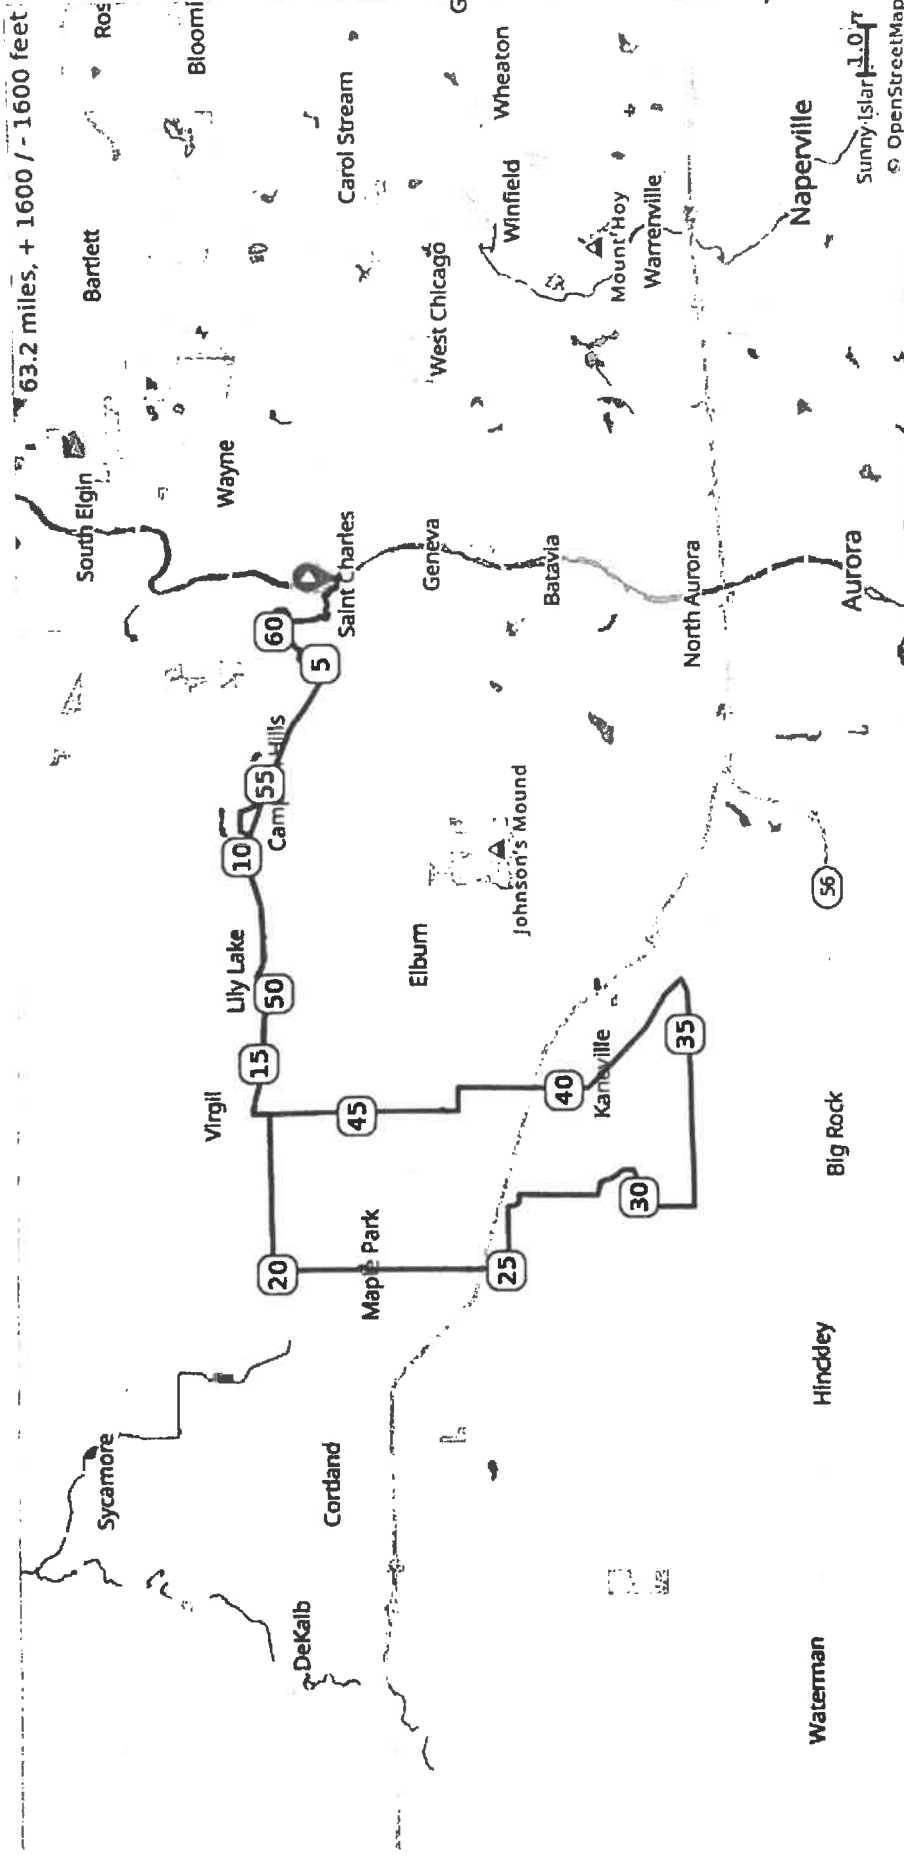 63.2 miles, + 1600 / - 1600 feet
Bartlett
South Elgin
Sycamore
Wayne
Carol Stream
Saint Charles
60
5
Hills
55
10
Lily Lake
50
15
Virgil
20
45
Maple Park
Cortland
DeKalb
Wheaton
Winfield
West Chicago
Geneva
Elburn
Johnson's Mound
Batavia
40
Kaneville
25
30
35
Mount Hoy
Warrenville
North Aurora
Naperville
Aurora
56
Big Rock
Hinckley
Waterman
1.0
© OpenStreetMap